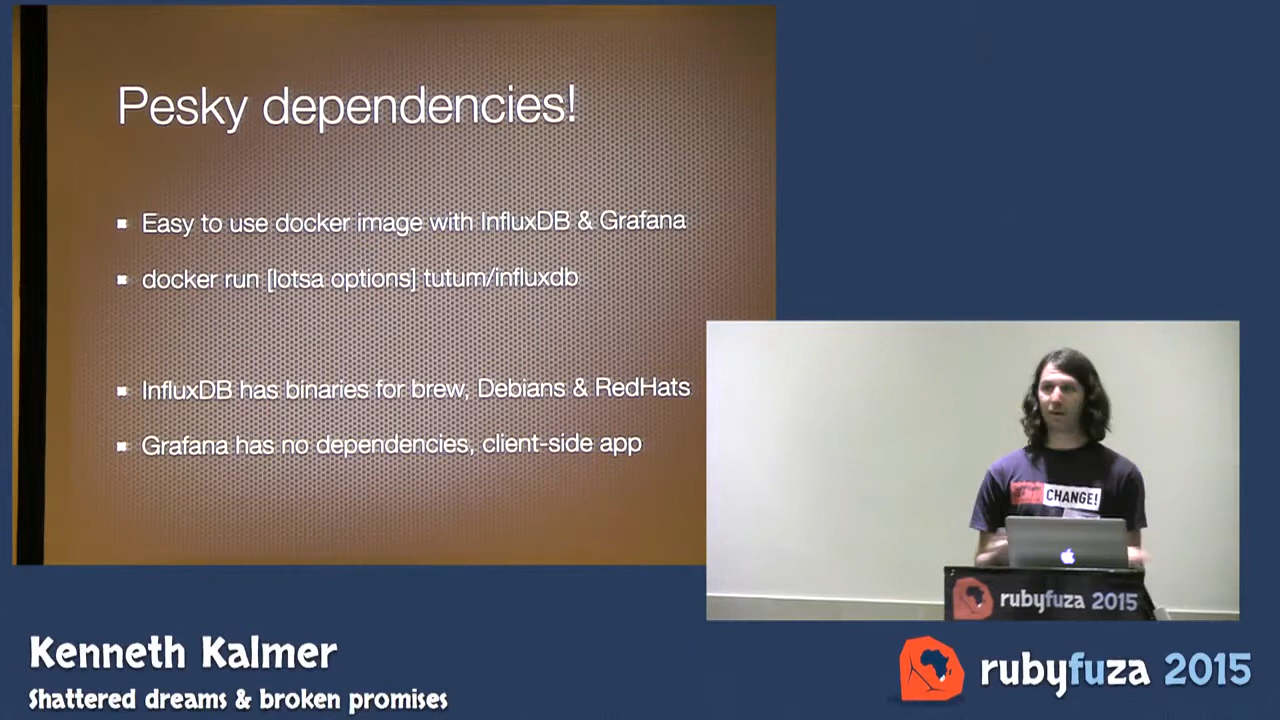 Pesky dependencies!
Easy to use docker image with InfluxDB & Grafana
docker run [lotsa options] tutum/influxdb
InfluxDB has binaries for brew, Debians & RedHats
Grafana has no dependencies, client-side app
CHANGE!
rubyfuza 2015
Kenneth Kalmer
Shattered dreams & broken promises
rubyfuza 2015